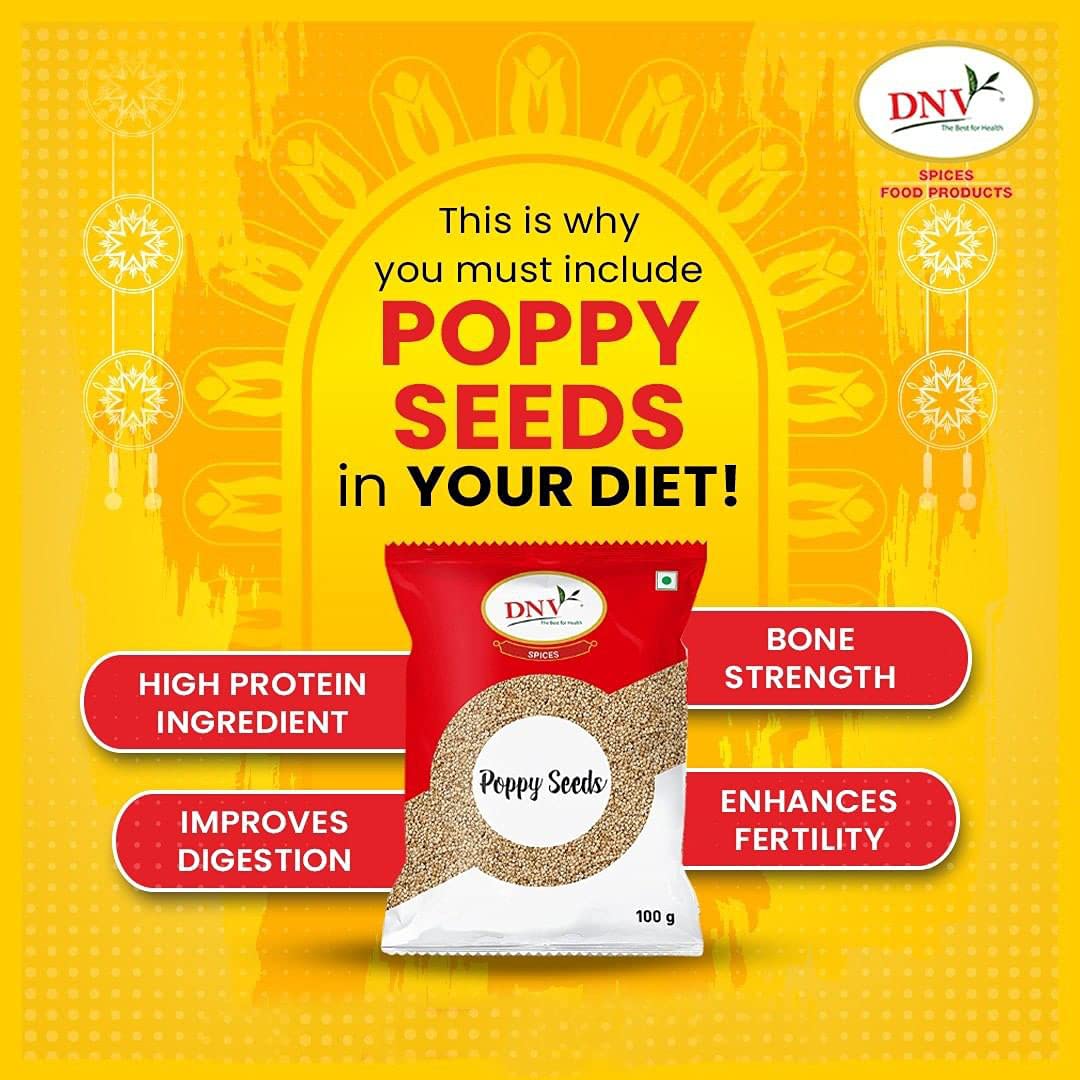 DNV
The Best for Health
SPICES
FOOD PRODUCTS
This is why
you must include
POPPY
SEEDS
in YOUR DIET!
DNV
The Best for Health
SPICES
Poppy Seeds
100 g
HIGH PROTEIN
INGREDIENT
IMPROVES
DIGESTION
BONE
STRENGTH
ENHANCES
FERTILITY